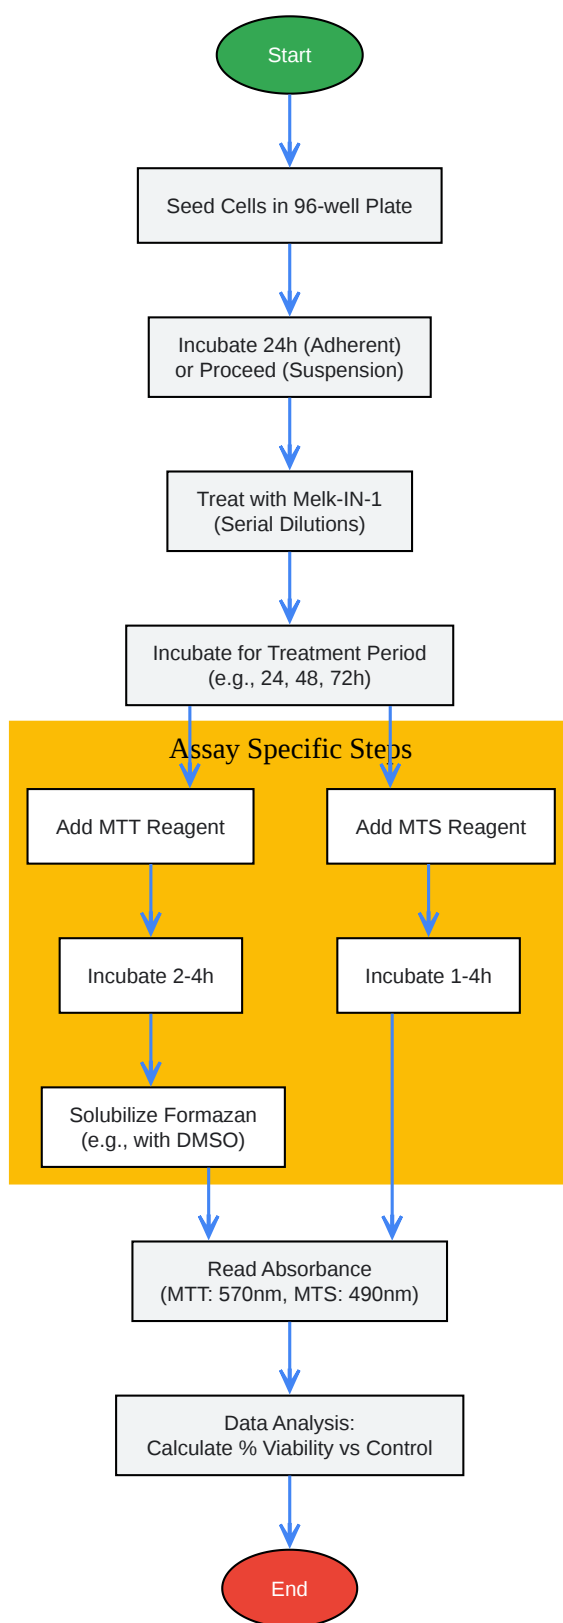 Start
Seed Cells in 96-well Plate
Incubate 24h (Adherent)
or Proceed (Suspension)
Treat with Melk-IN-1
(Serial Dilutions)
Incubate for Treatment Period
(e.g., 24, 48, 72h)
Assay Specific Steps
Add MTT Reagent
Add MTS Reagent
Incubate 2-4h
Incubate 1-4h
Solubilize Formazan
(e.g., with DMSO)
Read Absorbance
(MTT: 570nm, MTS: 490nm)
Data Analysis:
Calculate % Viability vs Control
End